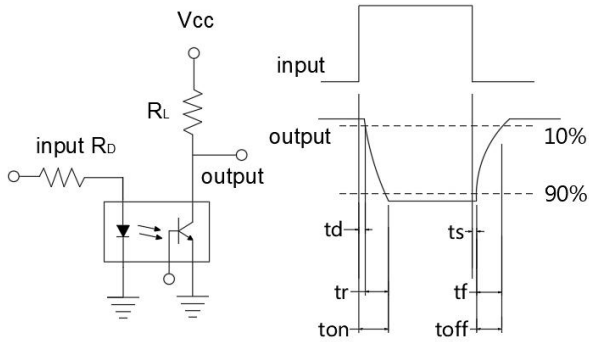 Vcc
RL
input RD
output
input
output
10%
90%
td
ts
tr
tf
ton
toff